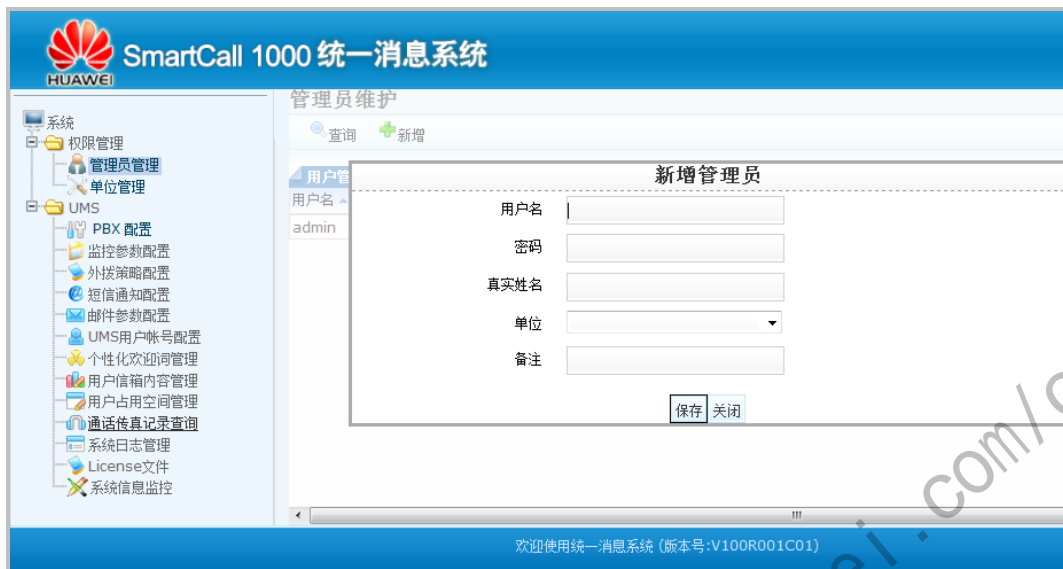 HUAWEI
SmartCall 1000 统一消息系统
系统
权限管理
管理员管理
单位管理
UMS
PBX 配置
监控参数配置
外拨策略配置
短信通知配置
邮件参数配置
UMS用户帐号配置
个性化欢迎词管理
用户信箱内容管理
用户占用空间管理
通话传真记录查询
系统日志管理
License文件
系统信息监控
管理员维护
查询 新增
用户管
用户名
admin
新增管理员
用户名
密码
真实姓名
单位
备注
保存 关闭
欢迎使用统一消息系统 (版本号:V100R001C01)
ei.com/